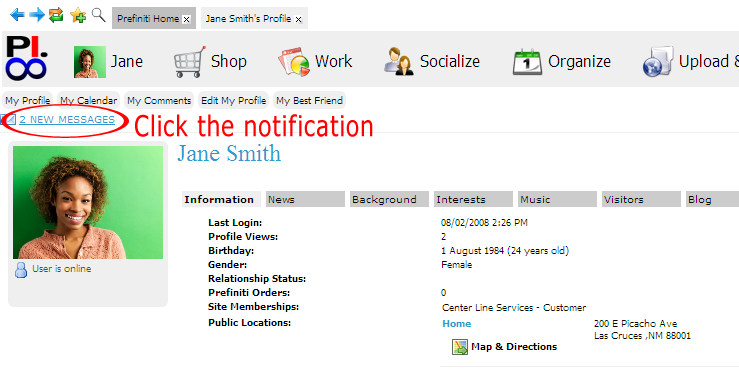 Prefiniti Home x Jane Smith's Profile x
PI.
Jane Shop Work Socialize Organize Upload &
My Profile My Calendar My Comments Edit My Profile My Best Friend
2 NEW MESSAGES Click the notification
Jane Smith
Information News Background Interests Music Visitors Blog
Last Login: 08/02/2008 2:26 PM
Profile Views: 2
Birthday: 1 August 1984 (24 years old)
Gender: Female
User is online
Relationship Status:
Prefiniti Orders: 0
Site Memberships: Center Line Services - Customer
Public Locations: Home 200 E Picacho Ave
Las Cruces ,NM 88001
Map & Directions